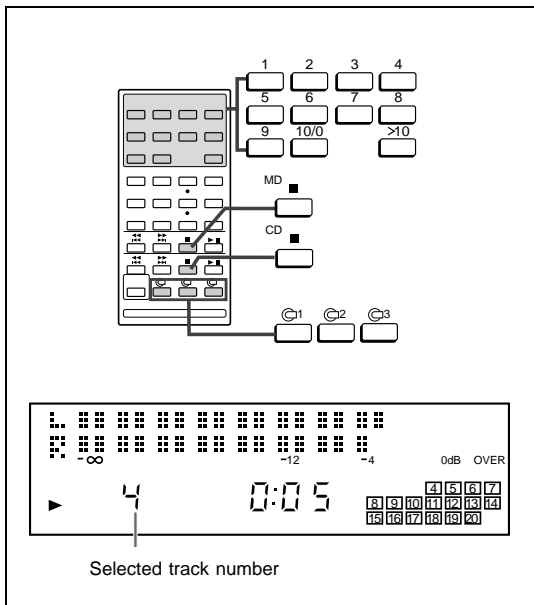 1 2 3 4
5 6 7 8
9 10/0 >10
MD
CD
1 2 3
L
R
-∞ -12 -4 0dB OVER
4 0:05
4 5 6 7
8 9 10 11 12 13 14
15 16 17 18 19 20
Selected track number